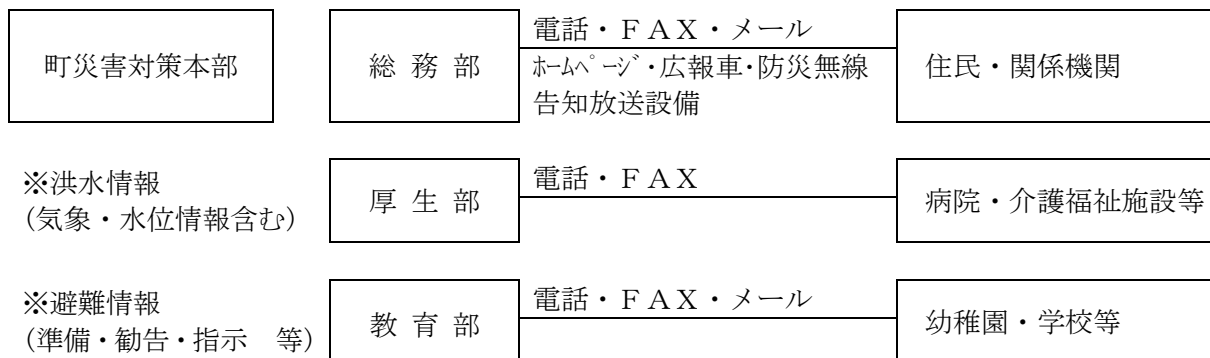 電話・ＦＡＸ・メール
町災害対策本部
総 務 部
ﾎｰﾑﾍﾟｰｼﾞ・広報車・防災無線
住民・関係機関
告知放送設備
※洪水情報
(気象・水位情報含む)
厚 生 部
電話・ＦＡＸ
病院・介護福祉施設等
※避難情報
(準備・勧告・指示　等)
教 育 部
電話・ＦＡＸ・メール
幼稚園・学校等